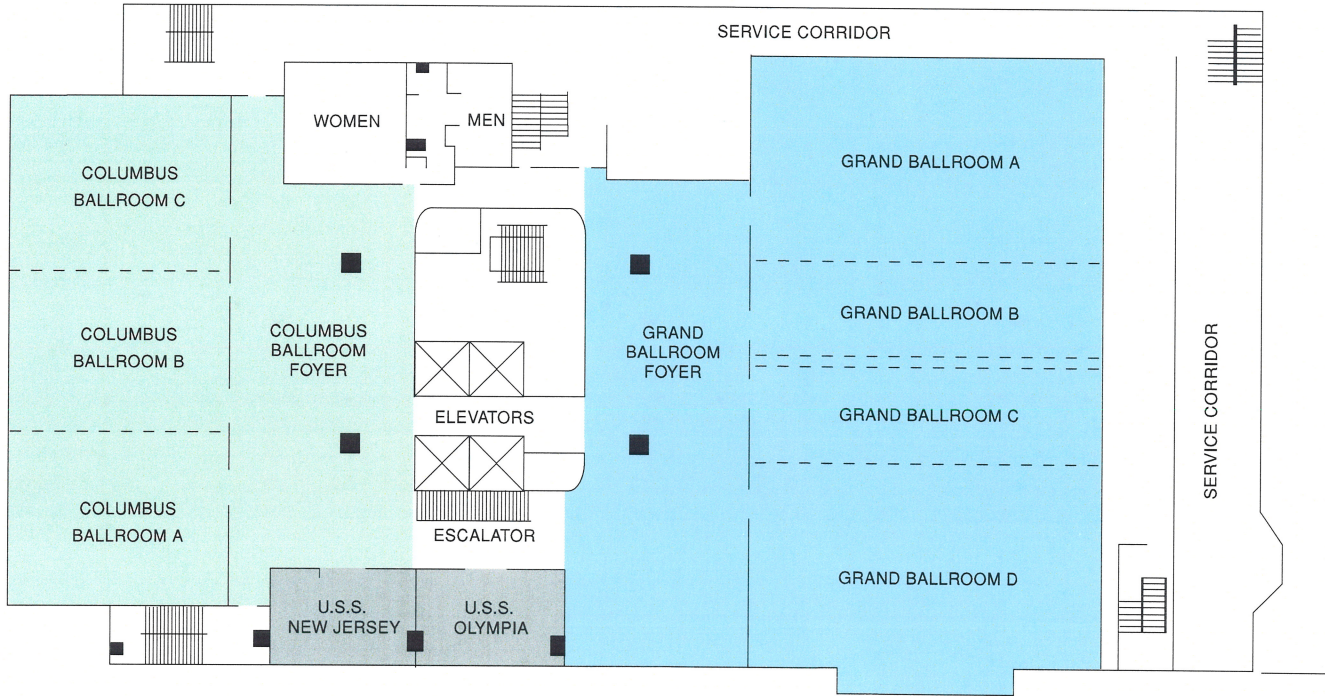 SERVICE CORRIDOR
WOMEN
MEN
COLUMBUS
BALLROOM C
GRAND BALLROOM A
COLUMBUS
BALLROOM B
COLUMBUS
BALLROOM
FOYER
GRAND
BALLROOM
FOYER
GRAND BALLROOM B
SERVICE CORRIDOR
ELEVATORS
GRAND BALLROOM C
COLUMBUS
BALLROOM A
ESCALATOR
GRAND BALLROOM D
U.S.S.
NEW JERSEY
U.S.S.
OLYMPIA